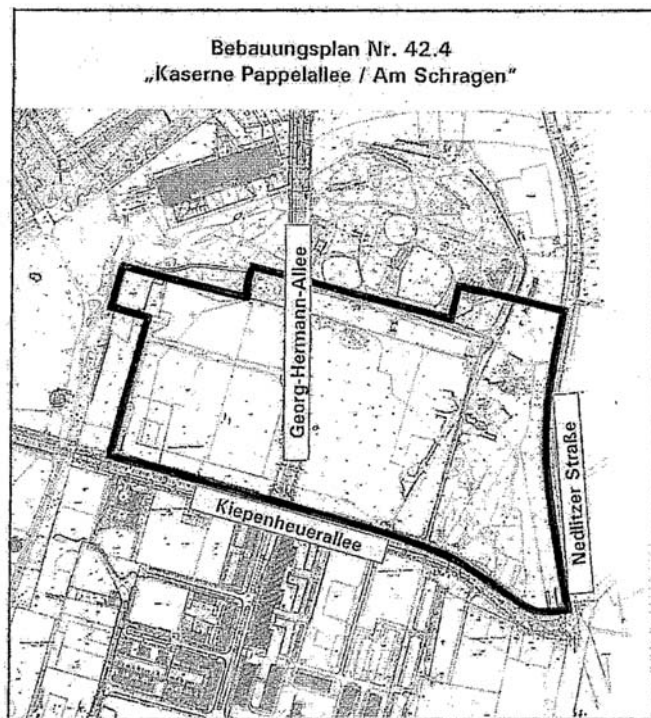 Bebauungsplan Nr. 42.4
„Kaserne Pappelallee / Am Schragen"
Georg-Hermann-Allee
Kiepenheuerallee
Nedlitzer Straße